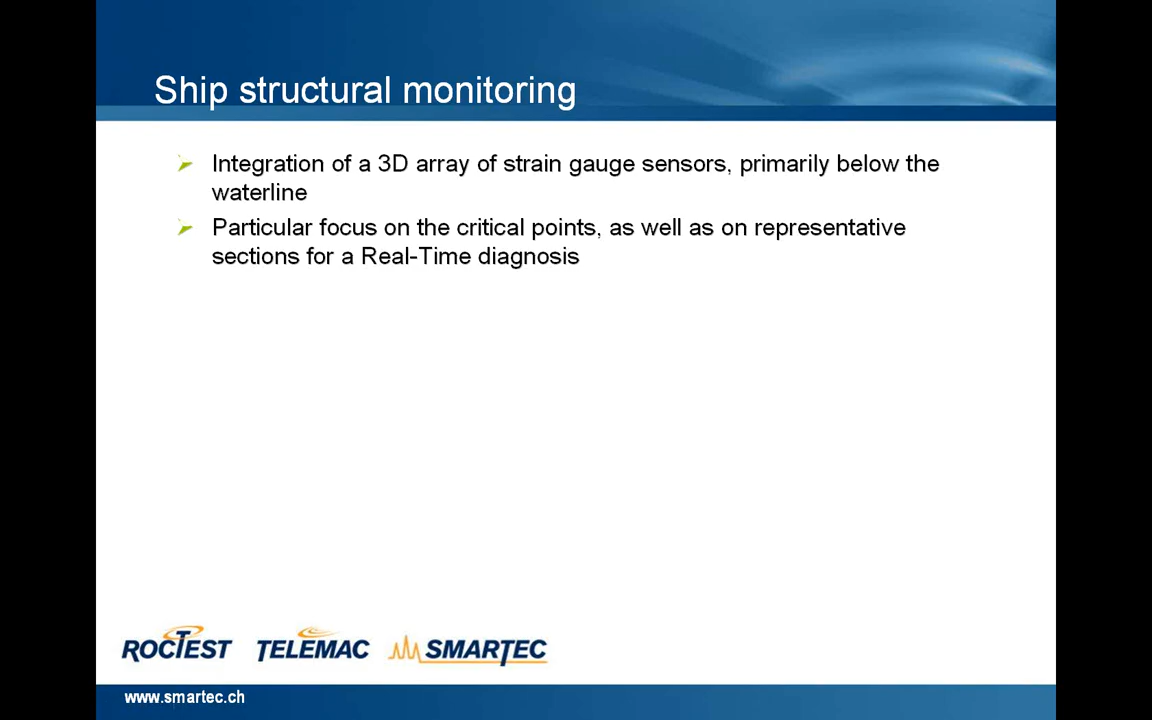 Ship structural monitoring
Integration of a 3D array of strain gauge sensors, primarily below the
waterline
Particular focus on the critical points, as well as on representative
sections for a Real-Time diagnosis
ROCTEST TELEMAC SMARTEC
www.smartec.ch